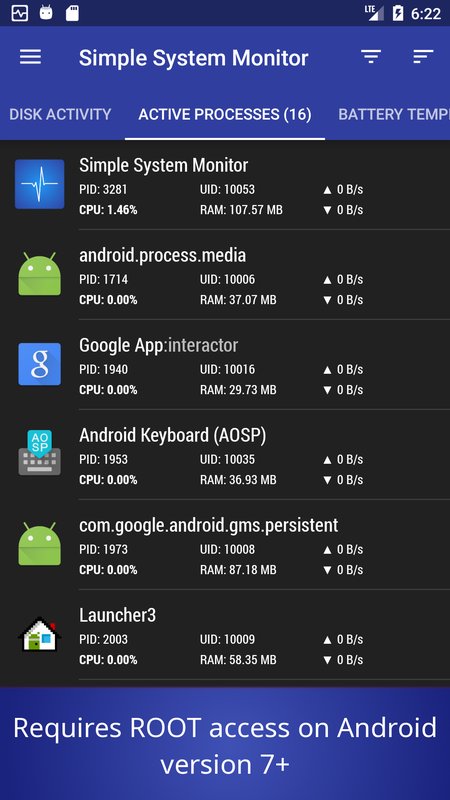 LTE 6:22
Simple System Monitor
DISK ACTIVITY ACTIVE PROCESSES (16) BATTERY TEMP
Simple System Monitor
PID: 3281 UID: 10053 ▲ 0 B/s
CPU: 1.46% RAM: 107.57 MB ▼ 0 B/s
android.process.media
PID: 1714 UID: 10006 ▲ 0 B/s
CPU: 0.00% RAM: 37.07 MB ▼ 0 B/s
g Google App:interactor
PID: 1940 UID: 10016 ▲ 0 B/s
CPU: 0.00% RAM: 29.73 MB ▼ 0 B/s
AO
SP
Android Keyboard (AOSP)
PID: 1953 UID: 10035 ▲ 0 B/s
CPU: 0.00% RAM: 36.93 MB ▼ 0 B/s
com.google.android.gms.persistent
PID: 1973 UID: 10008 ▲ 0 B/s
CPU: 0.00% RAM: 87.18 MB ▼ 0 B/s
Launcher3
PID: 2003 UID: 10009 ▲ 0 B/s
CPU: 0.00% RAM: 58.35 MB ▼ 0 B/s
Requires ROOT access on Android
version 7+